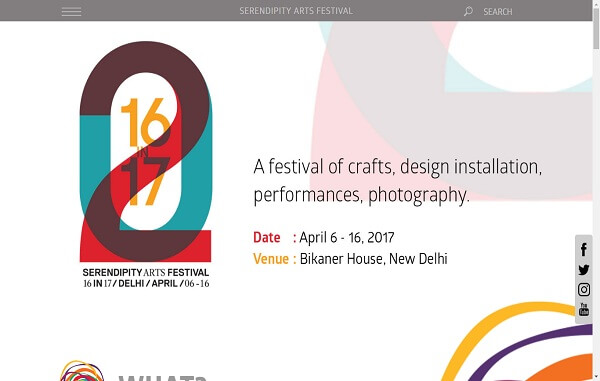 SERENDIPITY ARTS FESTIVAL
SEARCH
16
IN
17
A festival of crafts, design installation,
performances, photography.
Date : April 6 - 16, 2017
Venue : Bikaner House, New Delhi
SERENDIPITY ARTS FESTIVAL
16 IN 17 / DELHI / APRIL / 06 -16
You
Tube
WHAT?